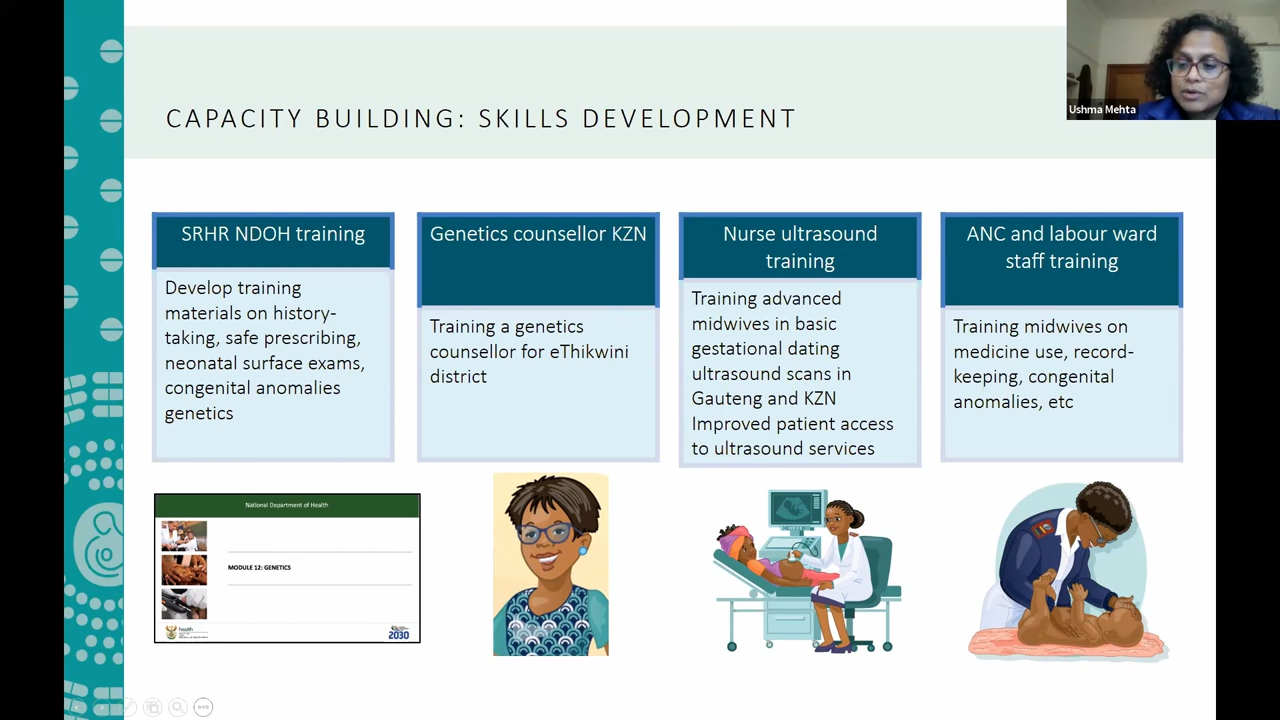 Ushma Mehta
CAPACITY BUILDING: SKILLS DEVELOPMENT
SRHR NDOH training
Develop training
materials on history-
taking, safe prescribing,
neonatal surface exams,
congenital anomalies
genetics
Genetics counsellor KZN
Training a genetics
counsellor for eThikwini
district
Nurse ultrasound
training
Training advanced
midwives in basic
gestational dating
ultrasound scans in
Gauteng and KZN
Improved patient access
to ultrasound services
ANC and labour ward
staff training
Training midwives on
medicine use, record-
keeping, congenital
anomalies, etc
National Department of Health
MODULE 12: GENETICS
health
2030